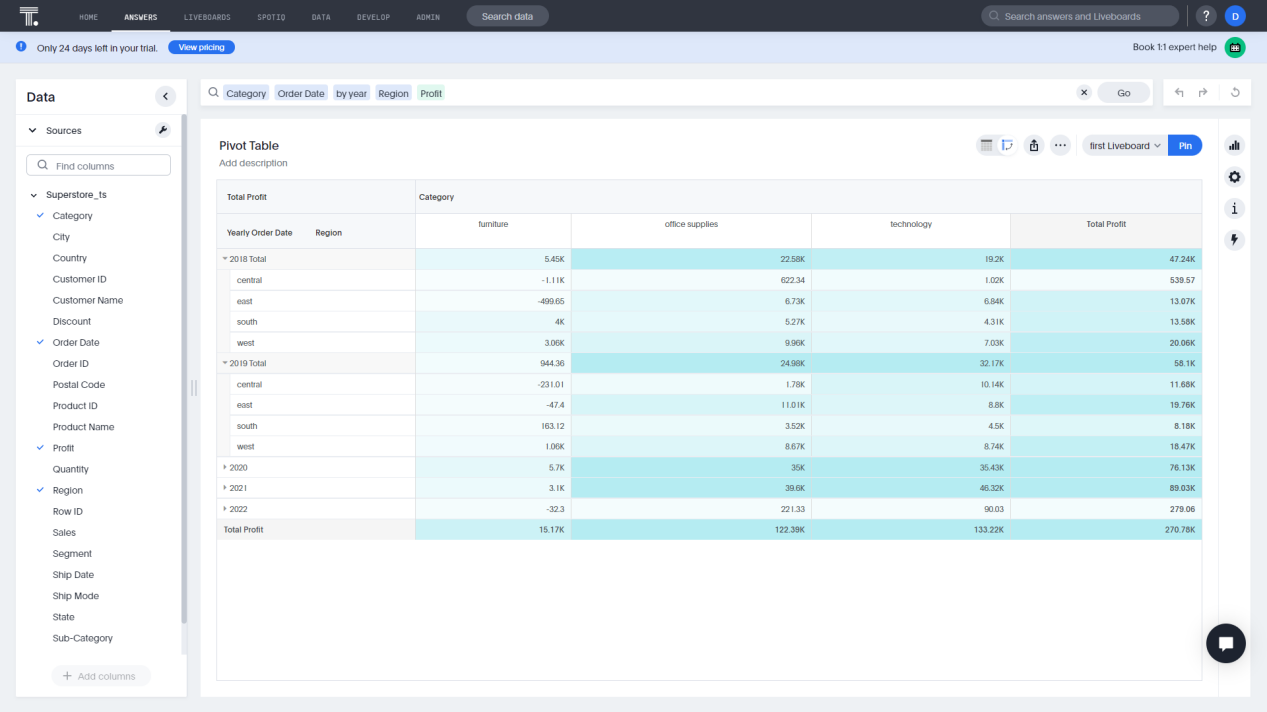 T.
HOME ANSWERS LIVEBOARDS SPOTIQ DATA DEVELOP ADMIN Search data Search answers and Liveboards ? D
Only 24 days left in your trial. View pricing Book 1:1 expert help
Data
Category Order Date by year Region Profit Go
Sources
Find columns
Superstore_ts
Category
City
Country
Customer ID
Customer Name
Discount
Order Date
Order ID
Postal Code
Product ID
Product Name
Profit
Quantity
Region
Row ID
Sales
Segment
Ship Date
Ship Mode
State
Sub-Category
Add columns
Pivot Table first Liveboard Pin
Add description
Total Profit Category
Yearly Order Date Region furniture office supplies technology Total Profit
2018 Total 5.45K 22.58K 19.2K 47.24K
central -1.11K 622.34 1.02K 539.57
east -499.65 6.73K 6.84K 13.07K
south 4K 5.27K 4.31K 13.58K
west 3.06K 9.96K 7.03K 20.06K
2019 Total 944.36 24.98K 32.17K 58.1K
central -231.01 1.78K 10.14K 11.68K
east -47.4 11.01K 8.8K 19.76K
south 163.12 3.52K 4.5K 8.18K
west 1.06K 8.67K 8.74K 18.47K
2020 5.7K 35K 35.43K 76.13K
2021 3.1K 39.6K 46.32K 89.03K
2022 -32.3 221.33 90.03 279.06
Total Profit 15.17K 122.39K 133.22K 270.78K